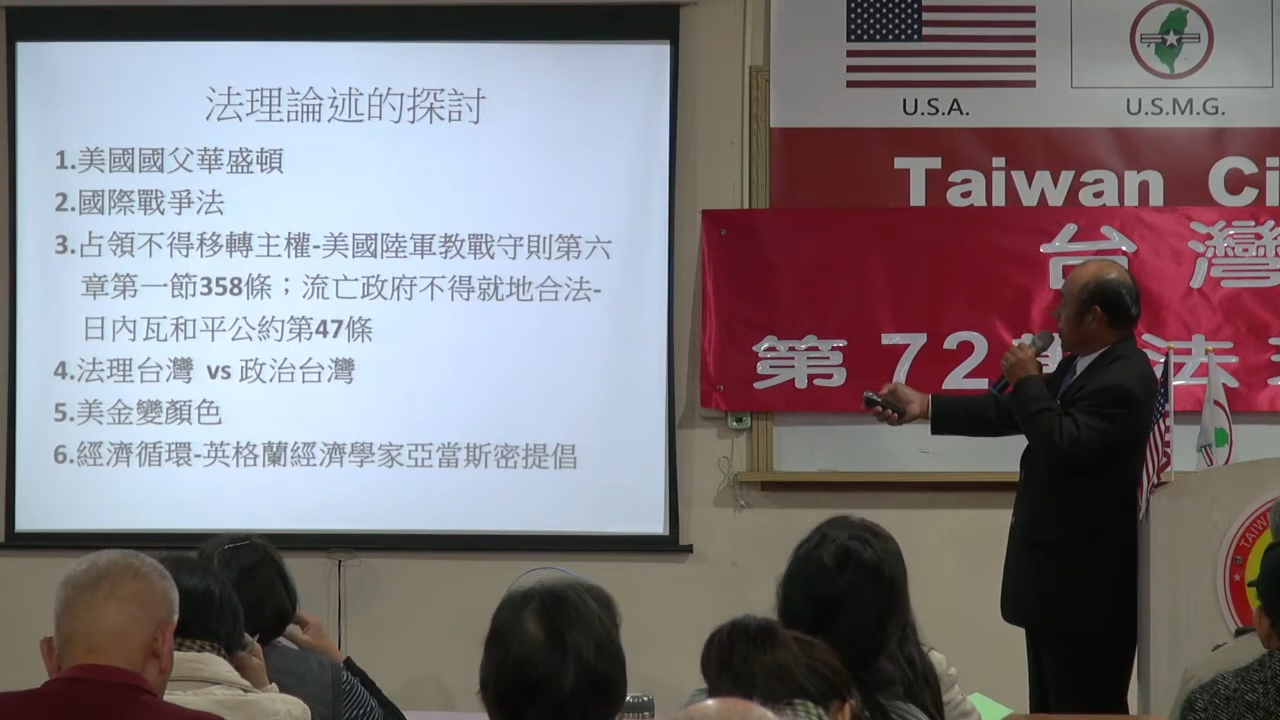 法理論述的探討
1.美國國父華盛頓
2.國際戰爭法
3.占領不得移轉主權-美國陸軍教戰守則第六
章第一節358條；流亡政府不得就地合法-
日內瓦和平公約第47條
4.法理台灣 vs 政治台灣
5.美金變顏色
6.經濟循環-英格蘭經濟學家亞當斯密提倡
U.S.A.
U.S.M.G.
Taiwan Ci
台灣
第72
法
TAIWA